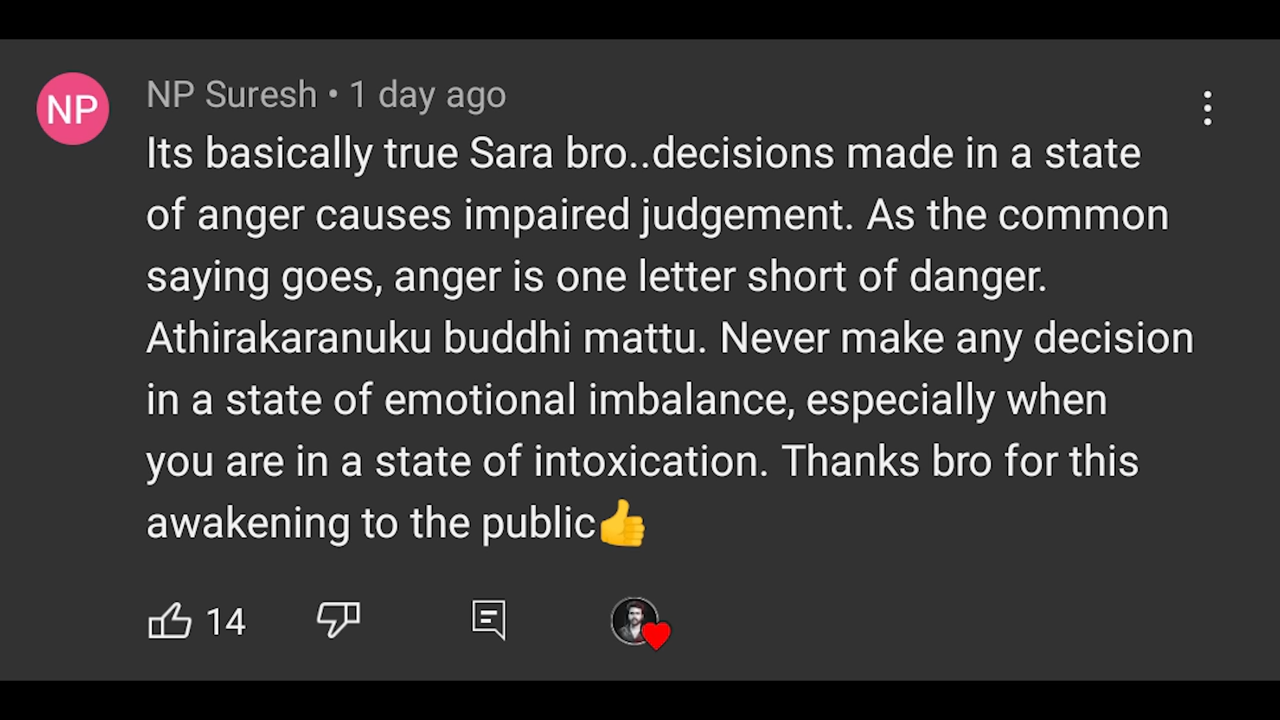 NP
NP Suresh • 1 day ago
Its basically true Sara bro..decisions made in a state
of anger causes impaired judgement. As the common
saying goes, anger is one letter short of danger.
Athirakaranuku buddhi mattu. Never make any decision
in a state of emotional imbalance, especially when
you are in a state of intoxication. Thanks bro for this
awakening to the public👍
14